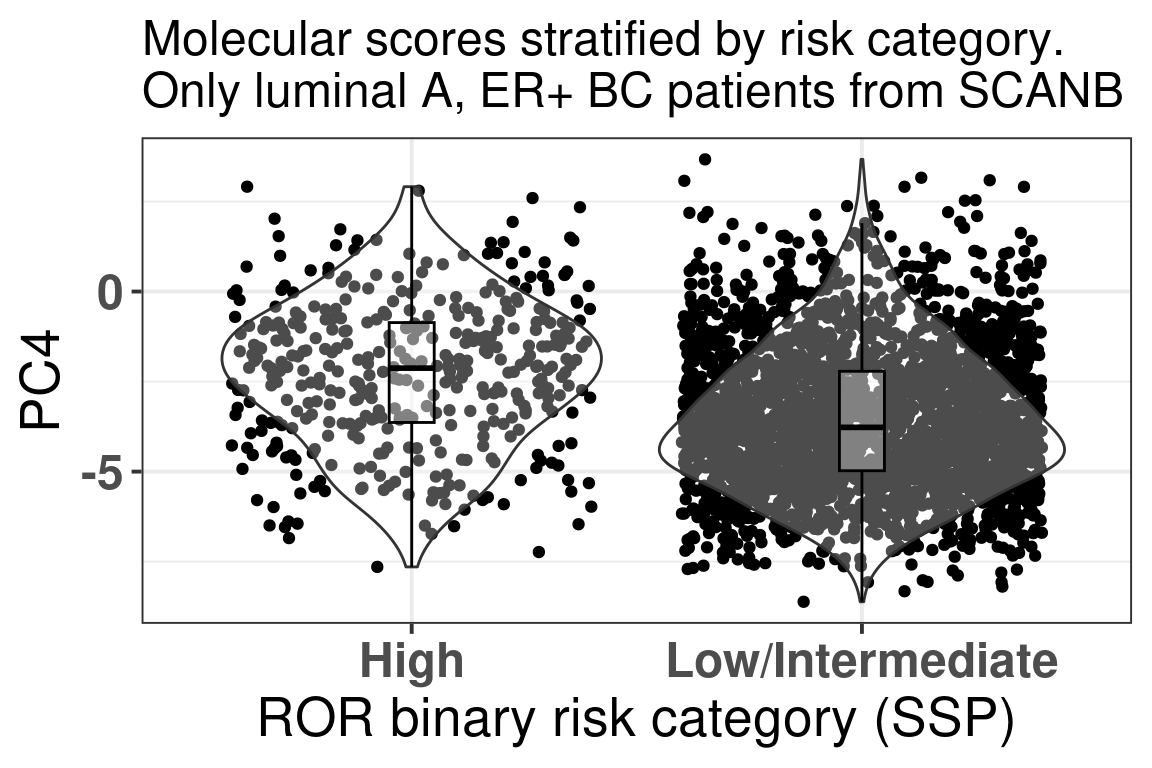 Molecular scores stratified by risk category.
Only luminal A, ER+ BC patients from SCANB
PC4
0
-5
High
Low/Intermediate
ROR binary risk category (SSP)